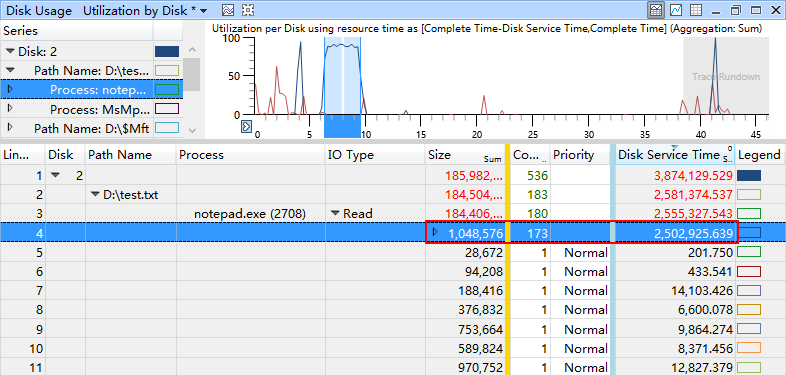 Disk Usage Utilization by Disk *
Series
Disk: 2
Path Name: D:\tes...
Process: notep...
Process: MsMp...
Path Name: D:\$Mft
Utilization per Disk using resource time as [Complete Time-Disk Service Time,Complete Time] (Aggregation: Sum)
100
50
0
Trace Rundown
0 5 10 15 20 25 30 35 40 45
Lin... Disk Path Name Process IO Type Size Sum Co... Priority Disk Service Time 0 S.. Legend
1 2 185,982,... 536 3,874,129.529
2 D:\test.txt 184,504,... 183 2,581,374.537
3 notepad.exe (2708) Read 184,406,... 180 2,555,327.543
4 1,048,576 173 2,502,925.639
5 28,672 1 Normal 201.750
6 94,208 1 Normal 433.541
7 188,416 1 Normal 14,103.426
8 376,832 1 Normal 6,600.078
9 753,664 1 Normal 9,864.274
10 589,824 1 Normal 8,371.456
11 970,752 1 Normal 12,827.379